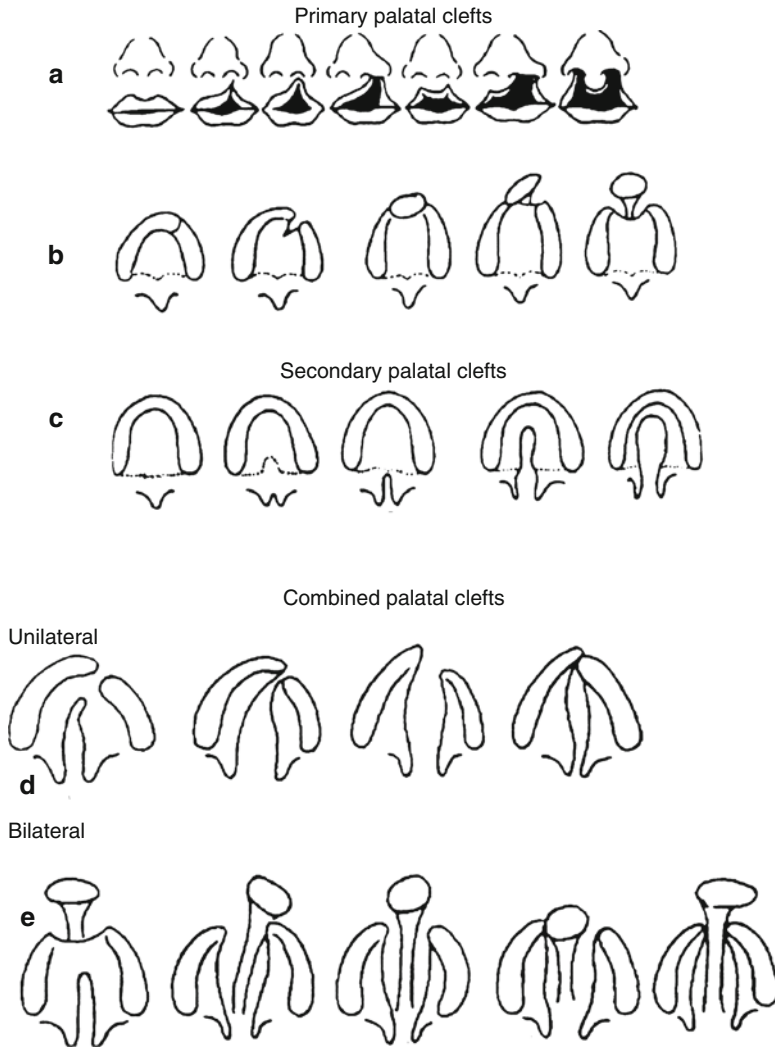 Primary palatal clefts
a
b
Secondary palatal clefts
c
Combined palatal clefts
Unilateral
d
Bilateral
e